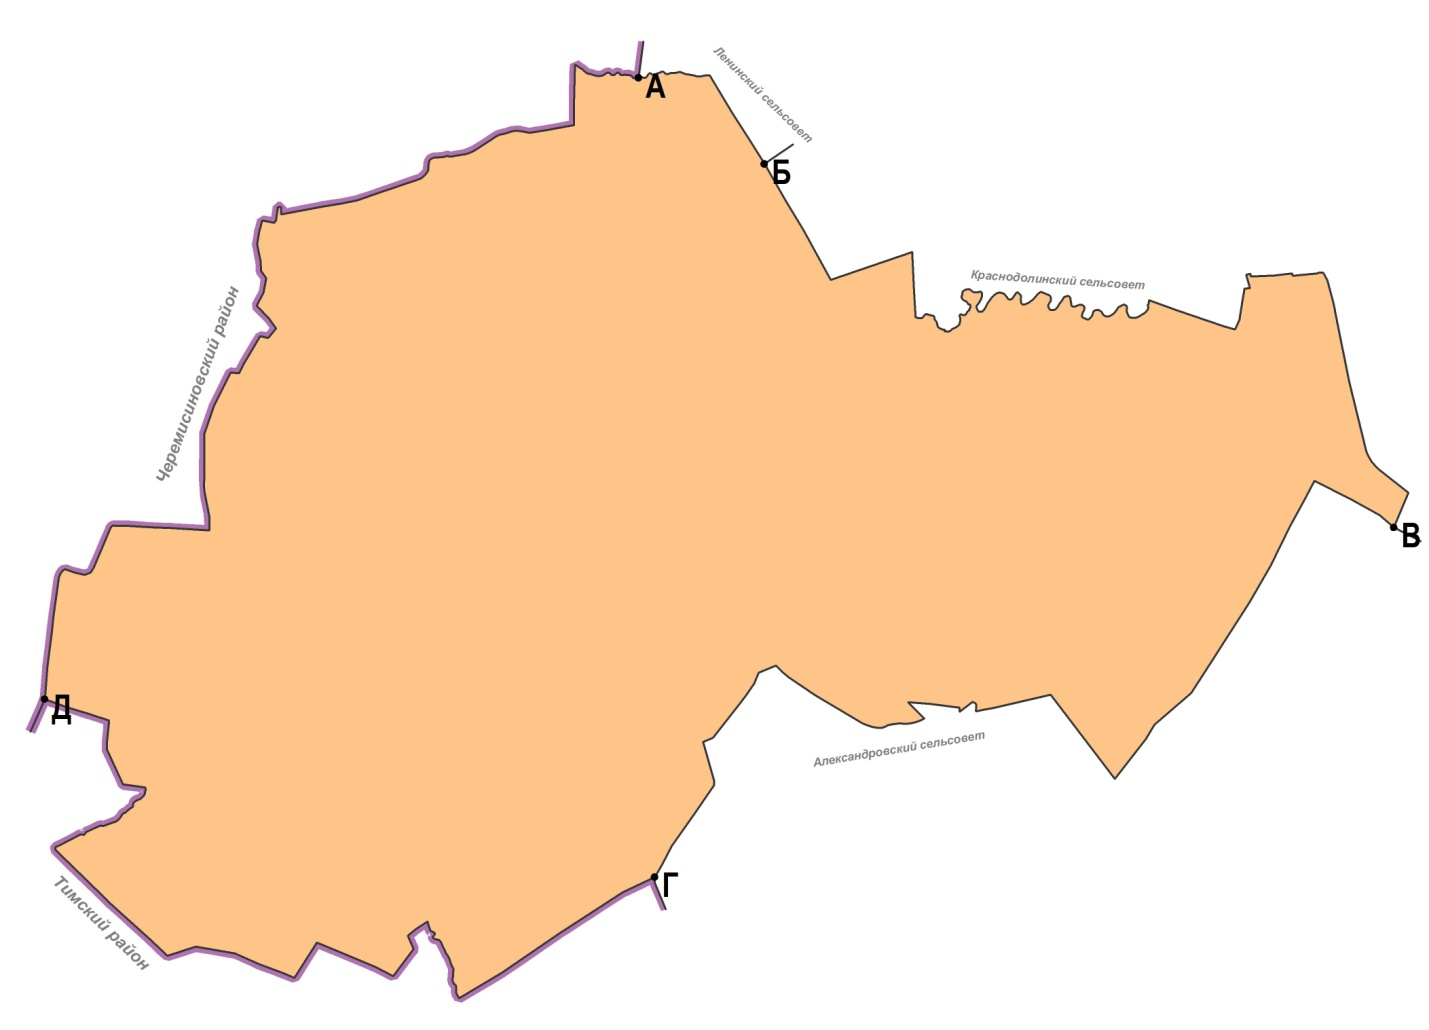 Ленинский сельсовет
А
Б
Краснодолинский сельсовет
Черемисиновский район
В
Д
Александровский сельсовет
Г
Тимский район